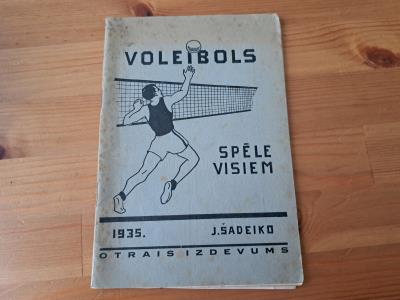 VOLEIBOLS
SPĒLE
VISIEM
1935. J.ŠADEIKO
OTRAIS IZDEVUMS